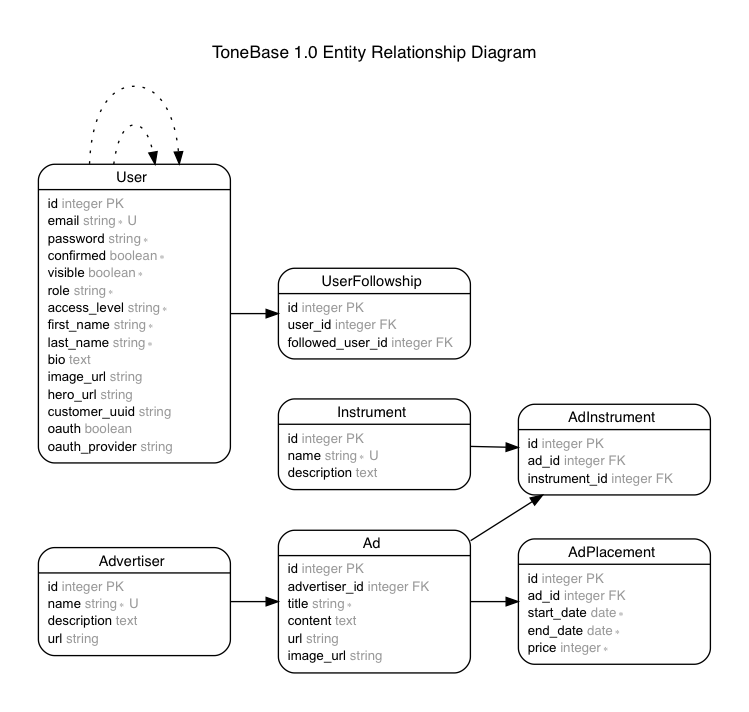 ToneBase 1.0 Entity Relationship Diagram
User
id integer PK
email string * U
password string *
confirmed boolean *
visible boolean *
role string *
access_level string *
first_name string *
last_name string *
bio text
image_url string
hero_url string
customer_uuid string
oauth boolean
oauth_provider string
UserFollowship
id integer PK
user_id integer FK
followed_user_id integer FK
Instrument
id integer PK
name string * U
description text
AdInstrument
id integer PK
ad_id integer FK
instrument_id integer FK
Advertiser
id integer PK
name string * U
description text
url string
Ad
id integer PK
advertiser_id integer FK
title string *
content text
url string
image_url string
AdPlacement
id integer PK
ad_id integer FK
start_date date *
end_date date *
price integer *